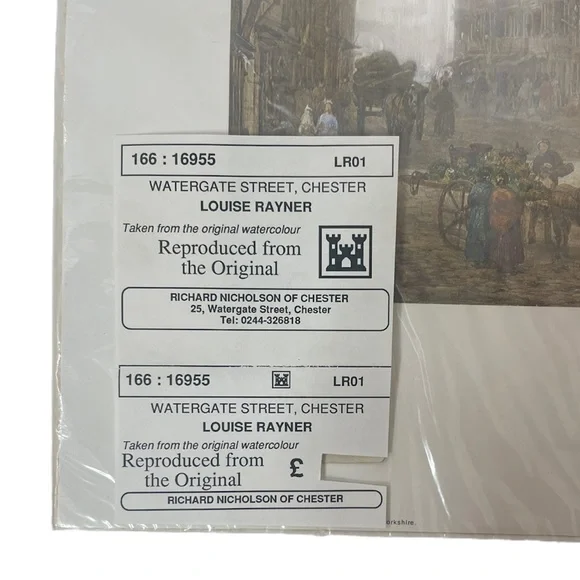 166 : 16955 LR01
WATERGATE STREET, CHESTER
LOUISE RAYNER
Taken from the original watercolour
Reproduced from
the Original
RICHARD NICHOLSON OF CHESTER
25, Watergate Street, Chester
Tel: 0244-326818
166 : 16955 LR01
WATERGATE STREET, CHESTER
LOUISE RAYNER
Taken from the original watercolour
Reproduced from
the Original
£
RICHARD NICHOLSON OF CHESTER
orkshire.